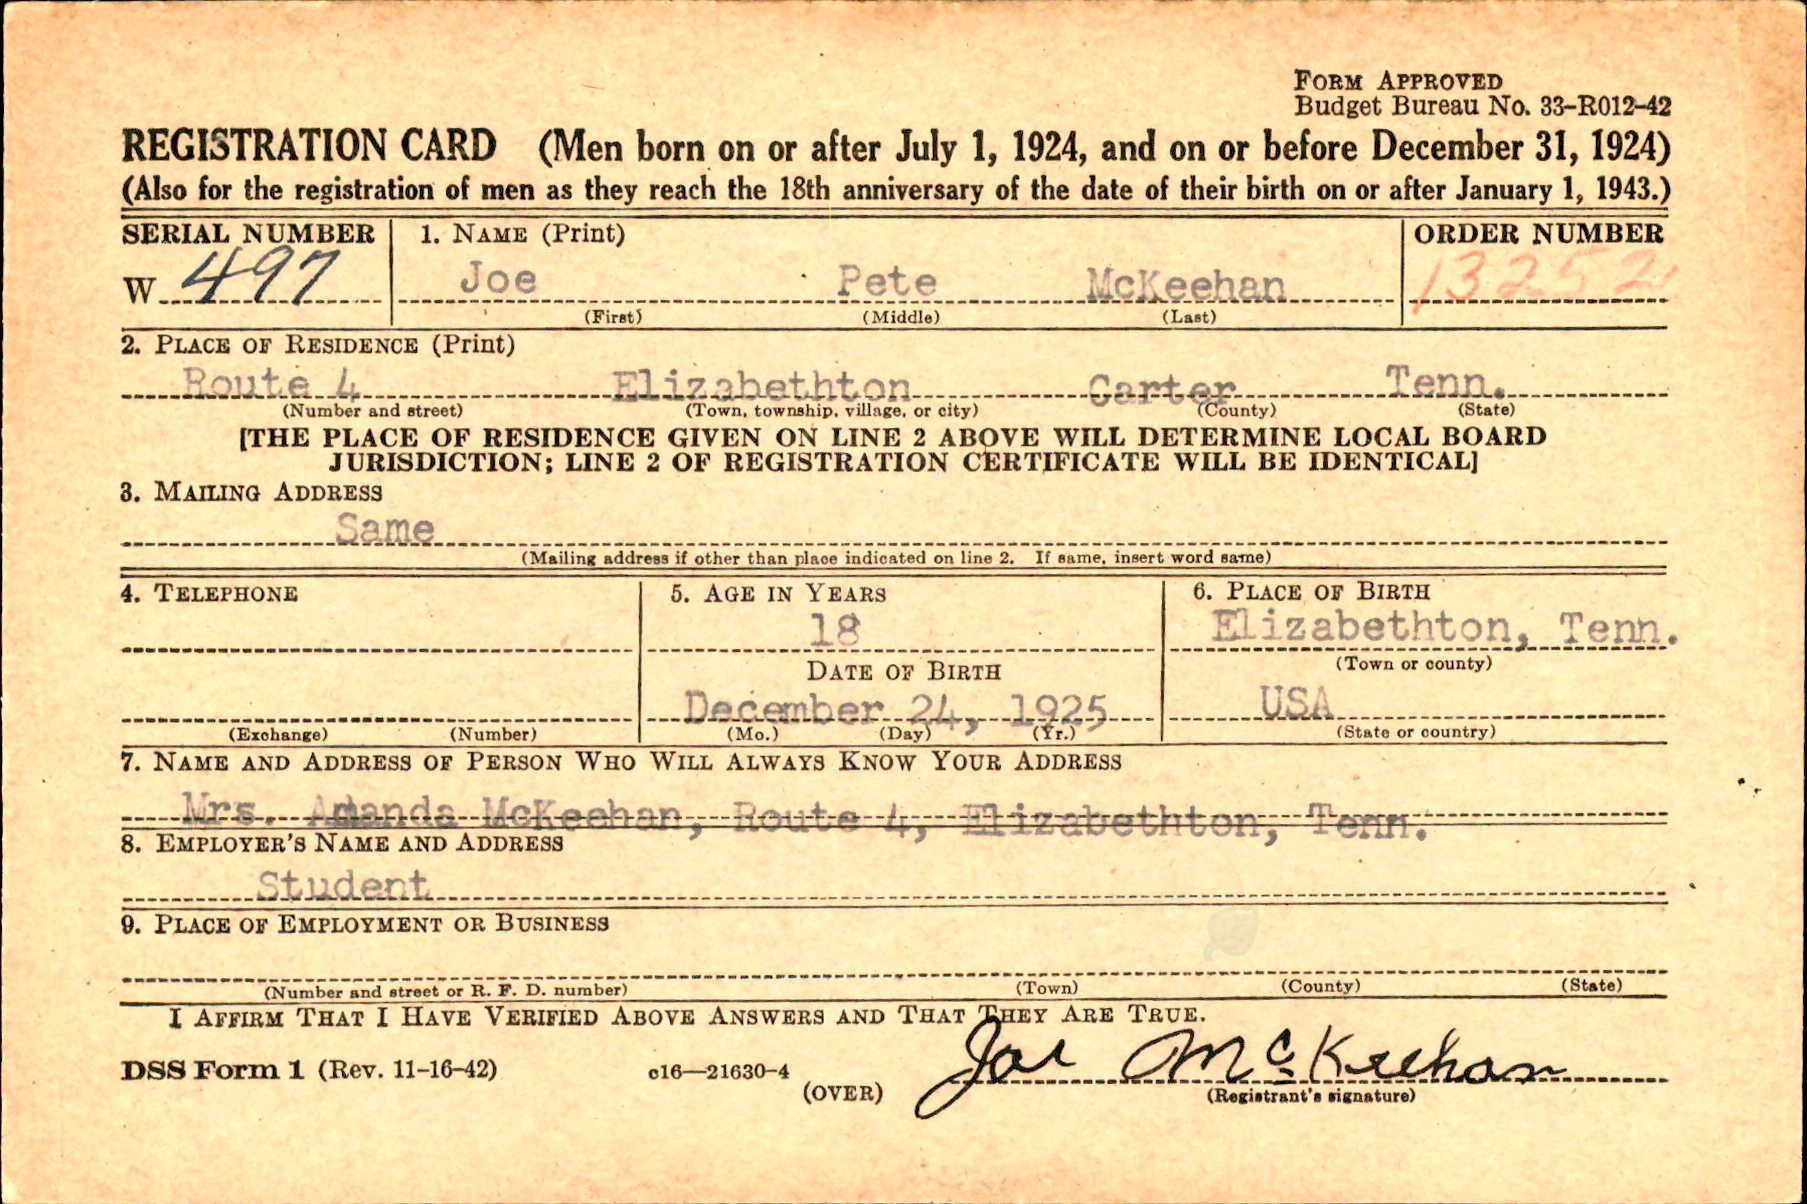 FORM APPROVED
Budget Bureau No. 33-R012-42
REGISTRATION CARD (Men born on or after July 1, 1924, and on or before December 31, 1924)
(Also for the registration of men as they reach the 18th anniversary of the date of their birth on or after January 1, 1943.)
SERIAL NUMBER 1. NAME (Print) ORDER NUMBER
W 497 Joe Pete McKeehan 13252
(First) (Middle) (Last)
2. PLACE OF RESIDENCE (Print)
Route 4 Elizabethton Carter Tenn.
(Number and street) (Town, township, village, or city) (County) (State)
[THE PLACE OF RESIDENCE GIVEN ON LINE 2 ABOVE WILL DETERMINE LOCAL BOARD
JURISDICTION; LINE 2 OF REGISTRATION CERTIFICATE WILL BE IDENTICAL]
3. MAILING ADDRESS
Same
(Mailing address if other than place indicated on line 2. If same, insert word same)
4. TELEPHONE 5. AGE IN YEARS 6. PLACE OF BIRTH
18 Elizabethton, Tenn.
DATE OF BIRTH (Town or county)
December 24, 1925 USA
(Exchange) (Number) (Mo.) (Day) (Yr.) (State or country)
7. NAME AND ADDRESS OF PERSON WHO WILL ALWAYS KNOW YOUR ADDRESS
Mrs. Amanda McKeehan, Route 4, Elizabethton, Tenn.
8. EMPLOYER'S NAME AND ADDRESS
Student
9. PLACE OF EMPLOYMENT OR BUSINESS
(Number and street or R. F. D. number) (Town) (County) (State)
I AFFIRM THAT I HAVE VERIFIED ABOVE ANSWERS AND THAT THEY ARE TRUE.
DSS Form 1 (Rev. 11-16-42) c16—21630-4 Joe McKeehan
(OVER) (Registrant's signature)